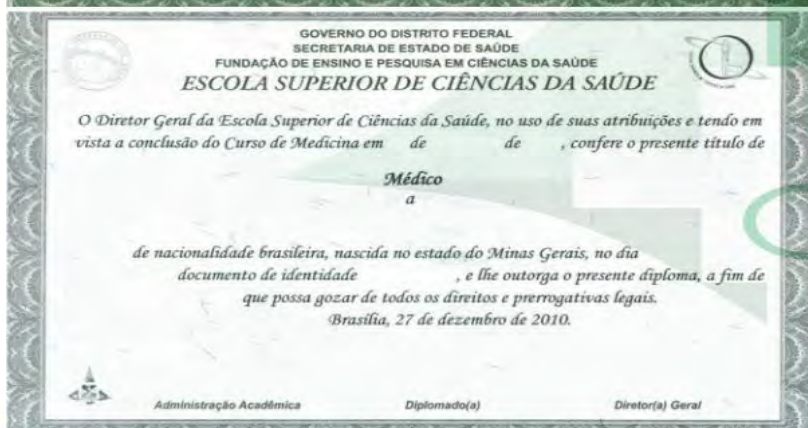 GOVERNO DO DISTRITO FEDERAL
SECRETARIA DE ESTADO DE SAÚDE
FUNDAÇÃO DE ENSINO E PESQUISA EM CIÊNCIAS DA SAÚDE
ESCOLA SUPERIOR DE CIÊNCIAS DA SAÚDE
O Diretor Geral da Escola Superior de Ciências da Saúde, no uso de suas atribuições e tendo em
vista a conclusão do Curso de Medicina em de de , confere o presente título de
Médico
a
de nacionalidade brasileira, nascida no estado do Minas Gerais, no dia
documento de identidade , e lhe outorga o presente diploma, a fim de
que possa gozar de todos os direitos e prerrogativas legais.
Brasília, 27 de dezembro de 2010.
Administração Acadêmica Diplomado(a) Diretor(a) Geral